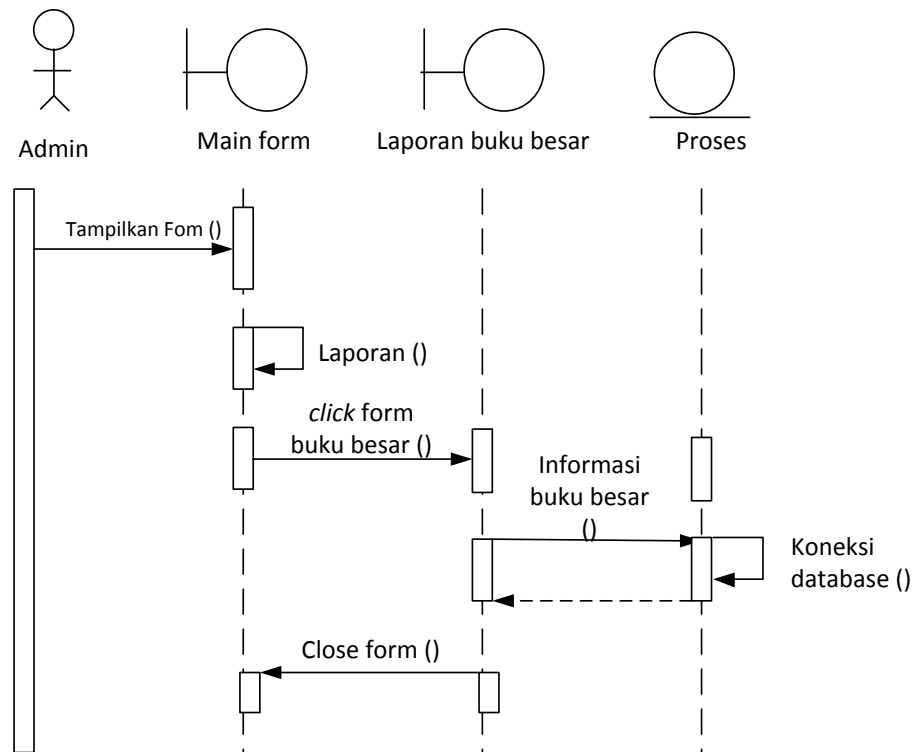 Admin
Main form
Laporan buku besar
Proses
Tampilkan Fom ()
Laporan ()
click form
buku besar ()
Informasi
buku besar
()
Koneksi
database ()
Close form ()